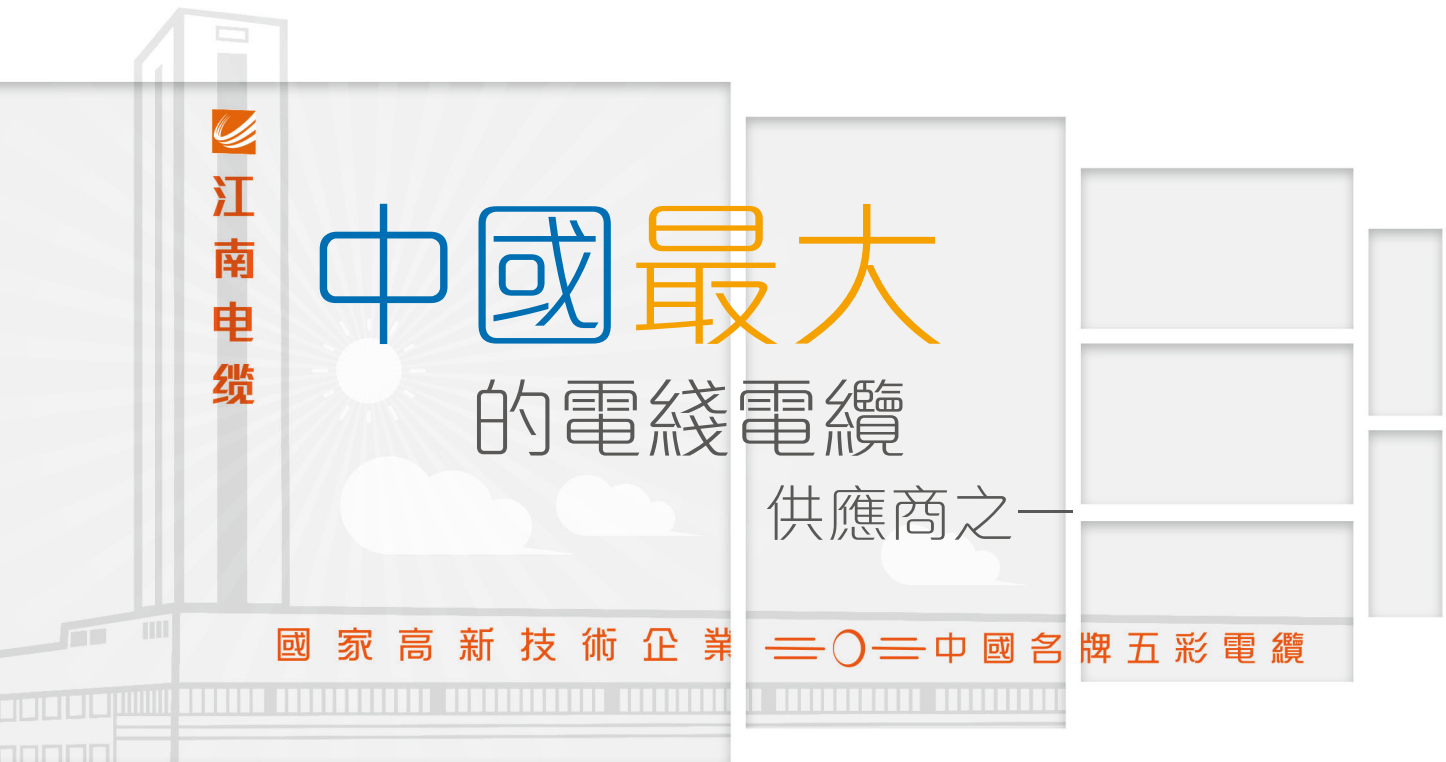 江南电缆
中國最大
的電綫電纜
供應商之一
國家高新技術企業 二〇二中國名牌五彩電纜